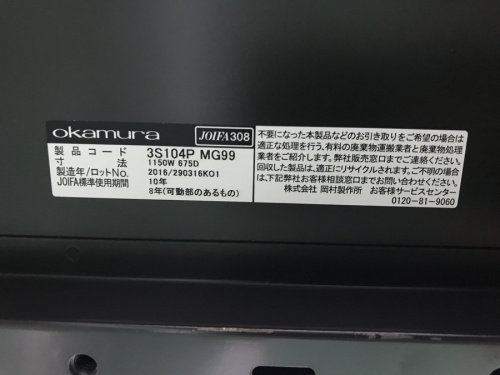 okamura JOIFA308
製品コード 3S104P MG99
寸法 1150W 675D
製造年/ロットNo. 2016/290316K01
JOIFA標準使用期間 10年
8年(可動部のあるもの)
不要になった本製品などのお引き取りをご希望の場合は
適正な処理をします。有料の廃棄物運搬業者と廃棄物処理
業者をご紹介します。弊社販売窓口までご連絡ください。
回収した製品は、適正にリサイクルされます。ご不明の場合
は、下記弊社お客様相談窓口までお問い合わせください。
株式会社 岡村製作所 お客様サービスセンター
0120-81-9060